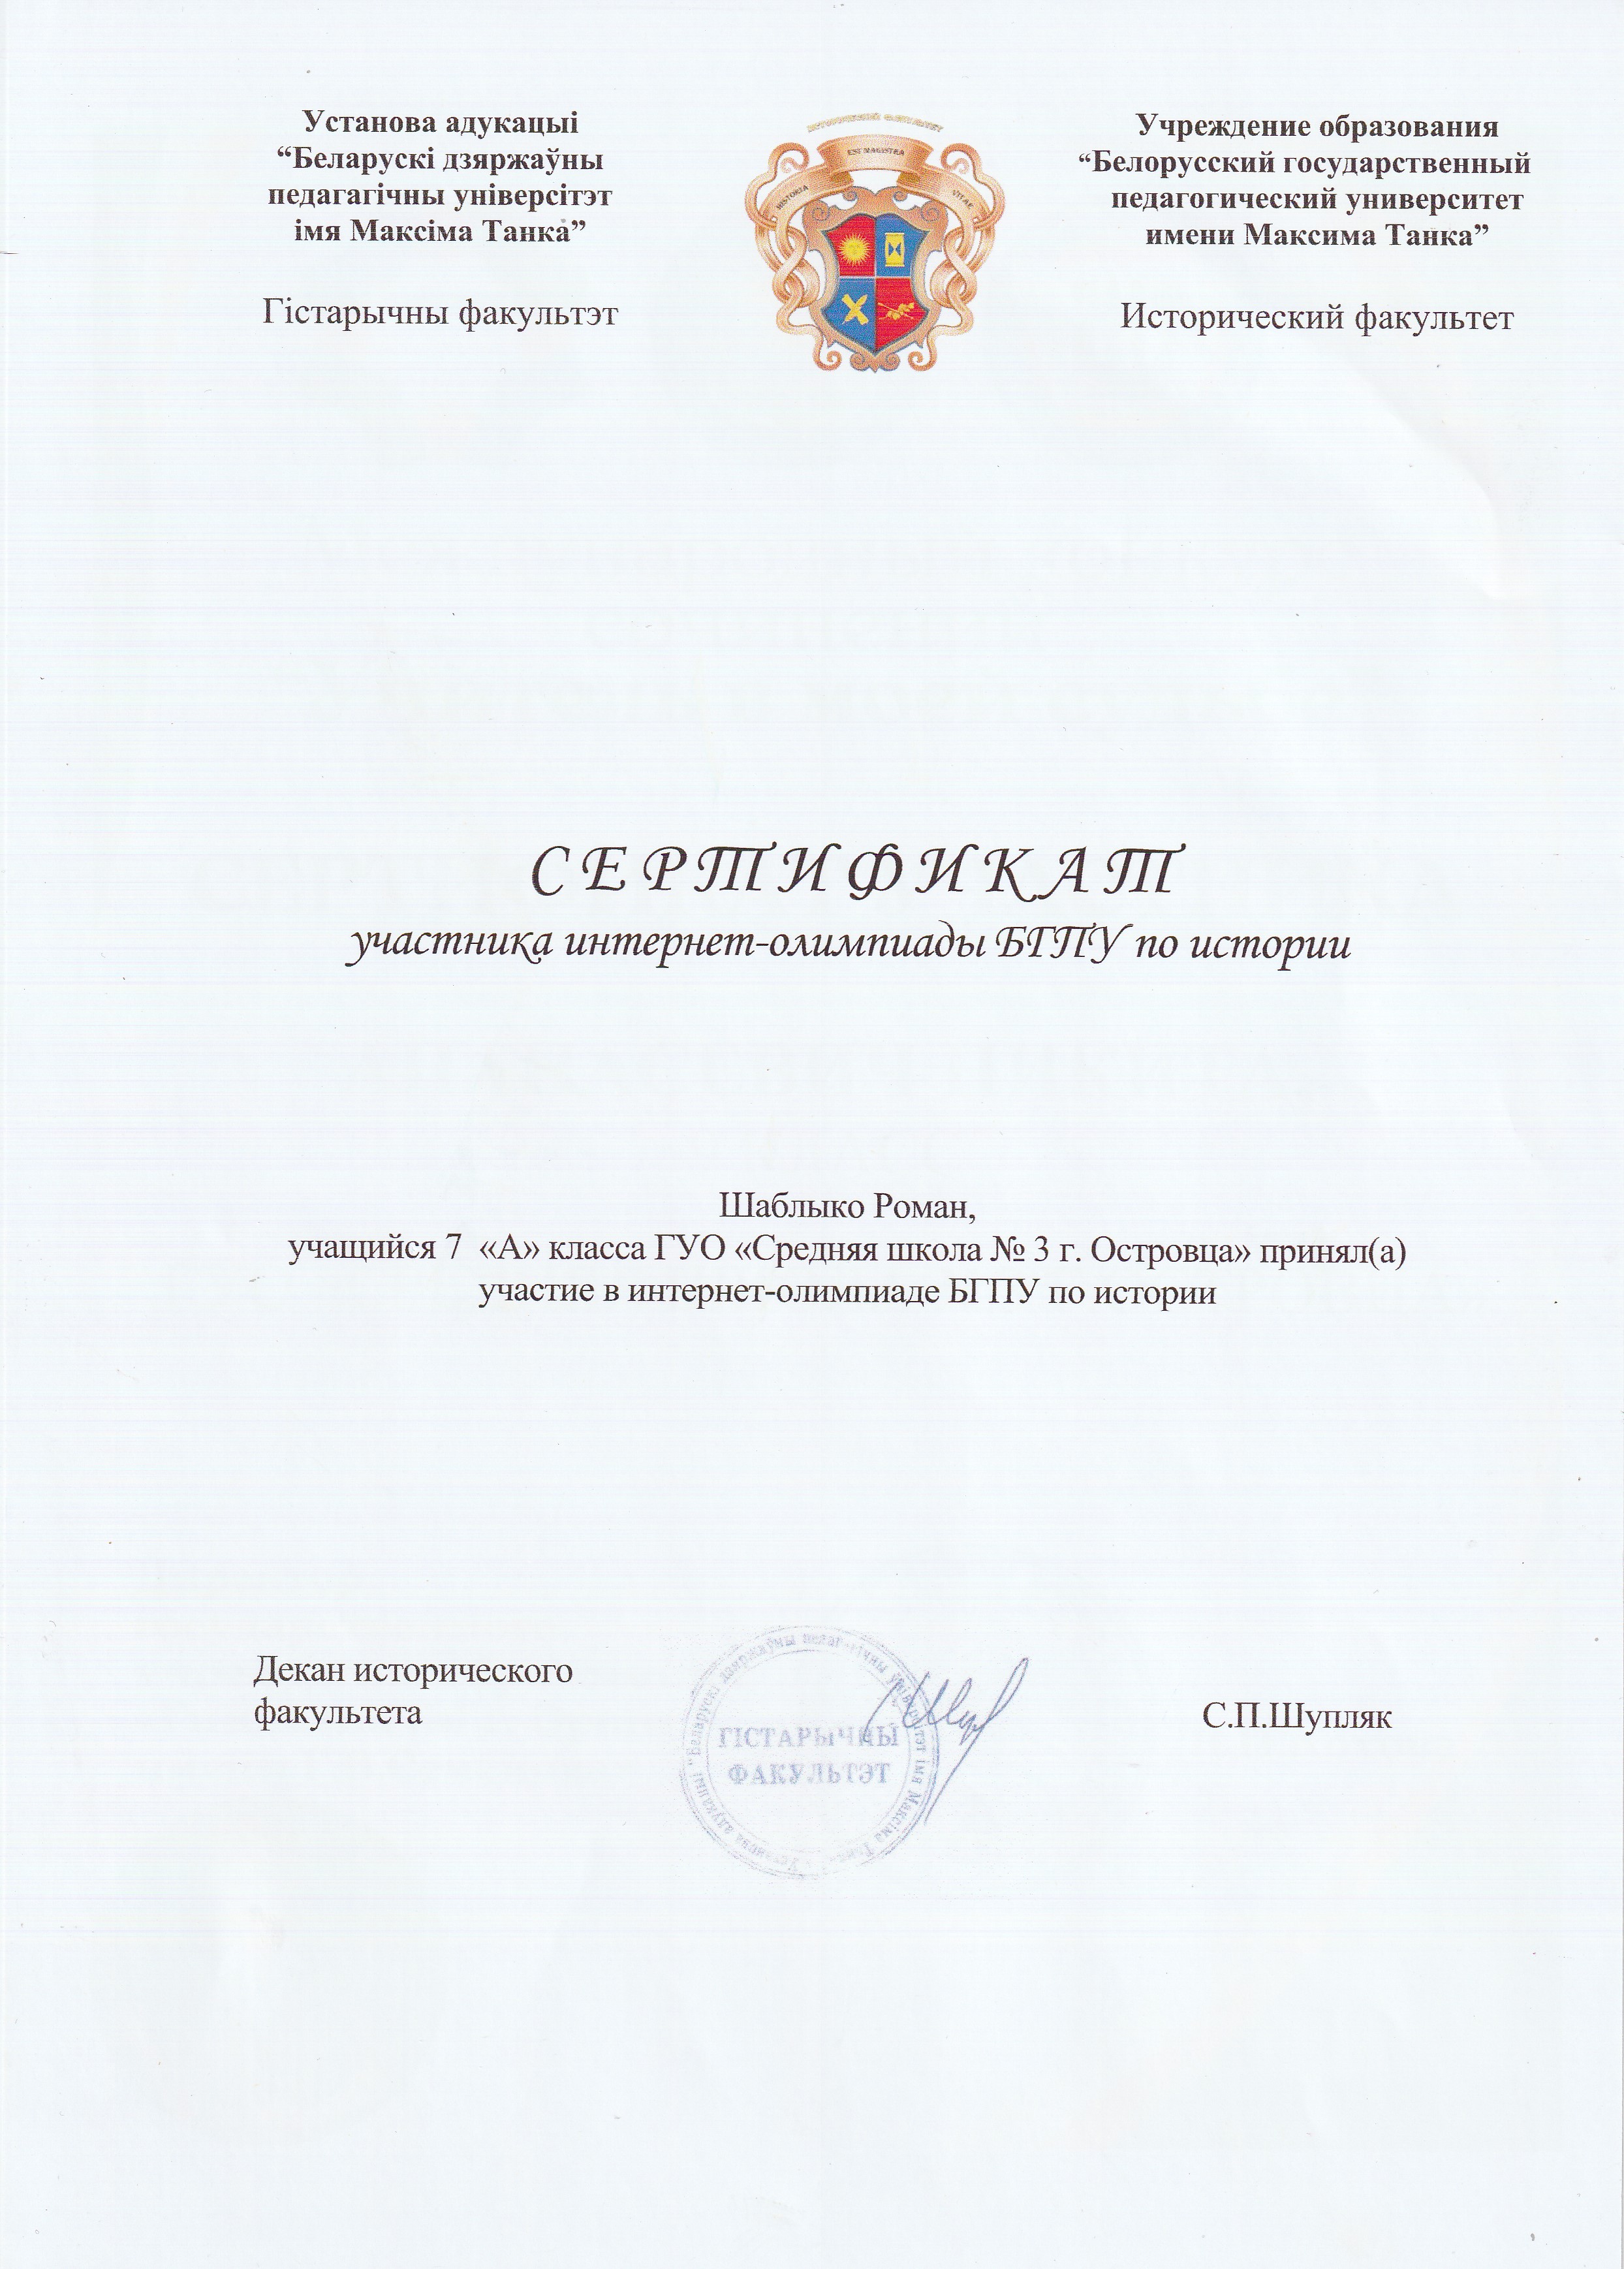 Установа адукацыі
“Беларускі дзяржаўны
педагагічны універсітэт
імя Максіма Танка”
Гістарычны факультэт
ИСТОРИЧЕСКИЙ ФАКУЛЬТЕТ
HISTORIA EST MAGISTRA VITAE
Учреждение образования
“Белорусский государственный
педагогический университет
имени Максима Танка”
Исторический факультет
СЕРТИФИКАТ
участника интернет-олимпиады БГПУ по истории
Шаблыко Роман,
учащийся 7 «А» класса ГУО «Средняя школа № 3 г. Островца» принял(а)
участие в интернет-олимпиаде БГПУ по истории
Декан исторического
факультета
Установа адукацыі “Беларускі дзяржаўны педагагічны ўніверсітэт імя Максіма Танка”
ГІСТАРЫЧНЫ
ФАКУЛЬТЭТ
С.П.Шупляк